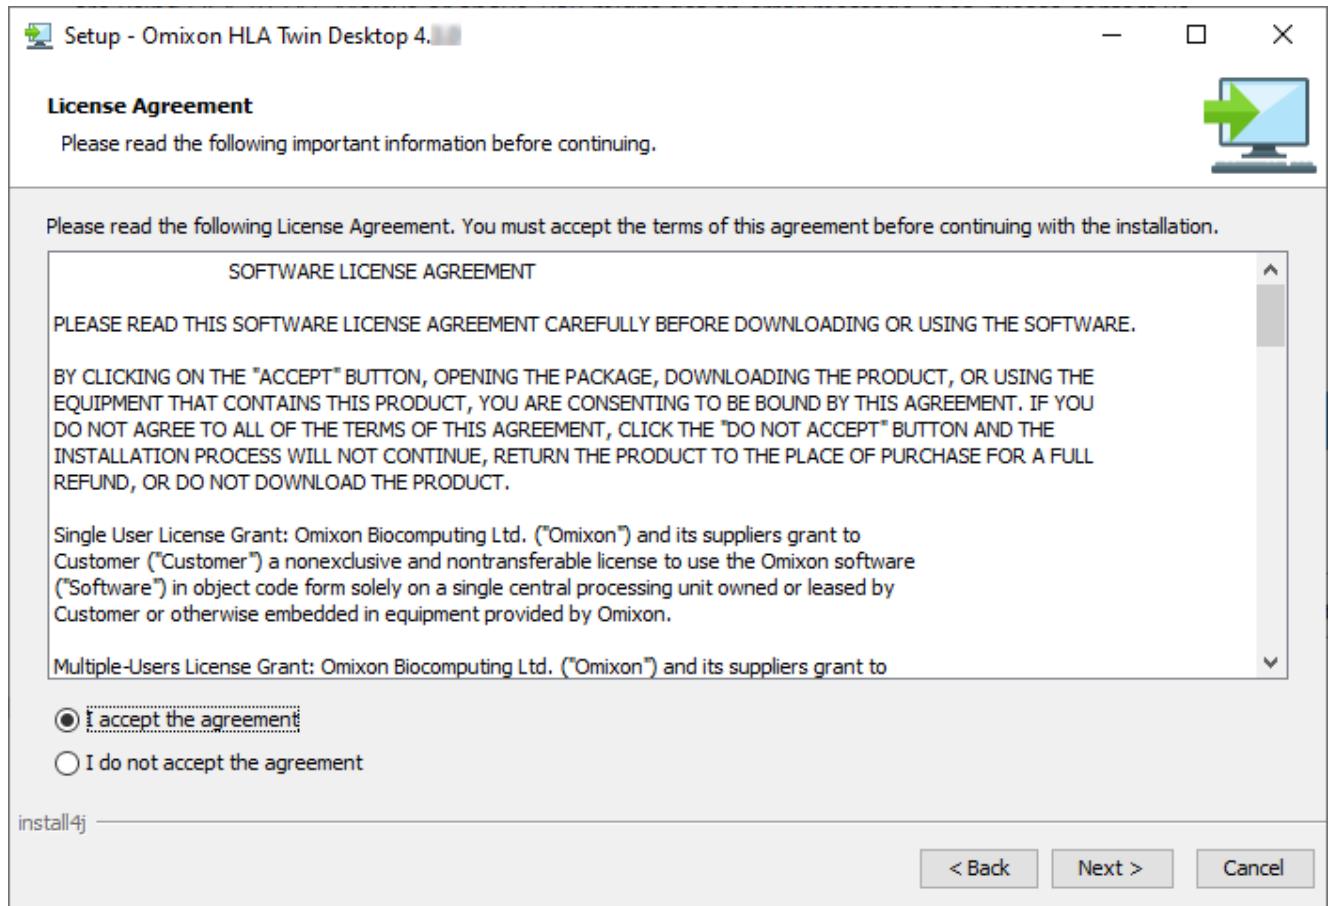 Setup - Omixon HLA Twin Desktop 4.
License Agreement
Please read the following important information before continuing.
Please read the following License Agreement. You must accept the terms of this agreement before continuing with the installation.
SOFTWARE LICENSE AGREEMENT
PLEASE READ THIS SOFTWARE LICENSE AGREEMENT CAREFULLY BEFORE DOWNLOADING OR USING THE SOFTWARE.
BY CLICKING ON THE "ACCEPT" BUTTON, OPENING THE PACKAGE, DOWNLOADING THE PRODUCT, OR USING THE
EQUIPMENT THAT CONTAINS THIS PRODUCT, YOU ARE CONSENTING TO BE BOUND BY THIS AGREEMENT. IF YOU
DO NOT AGREE TO ALL OF THE TERMS OF THIS AGREEMENT, CLICK THE "DO NOT ACCEPT" BUTTON AND THE
INSTALLATION PROCESS WILL NOT CONTINUE, RETURN THE PRODUCT TO THE PLACE OF PURCHASE FOR A FULL
REFUND, OR DO NOT DOWNLOAD THE PRODUCT.
Single User License Grant: Omixon Biocomputing Ltd. ("Omixon") and its suppliers grant to
Customer ("Customer") a nonexclusive and nontransferable license to use the Omixon software
("Software") in object code form solely on a single central processing unit owned or leased by
Customer or otherwise embedded in equipment provided by Omixon.
Multiple-Users License Grant: Omixon Biocomputing Ltd. ("Omixon") and its suppliers grant to
I accept the agreement
I do not accept the agreement
install4j
< Back
Next >
Cancel